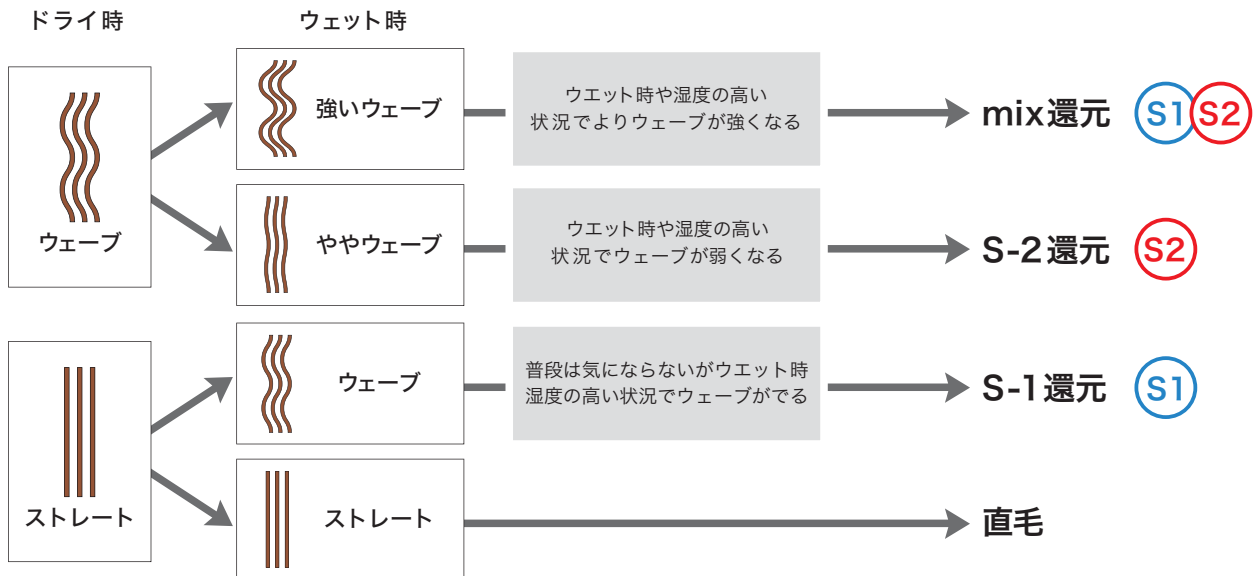 ドライ時
ウェット時
ウェーブ
強いウェーブ
ウエット時や湿度の高い
状況でよりウェーブが強くなる
mix還元
S1 S2
ややウェーブ
ウエット時や湿度の高い
状況でウェーブが弱くなる
S-2還元
S2
ストレート
ウェーブ
普段は気にならないがウエット時
湿度の高い状況でウェーブがでる
S-1還元
S1
ストレート
直毛